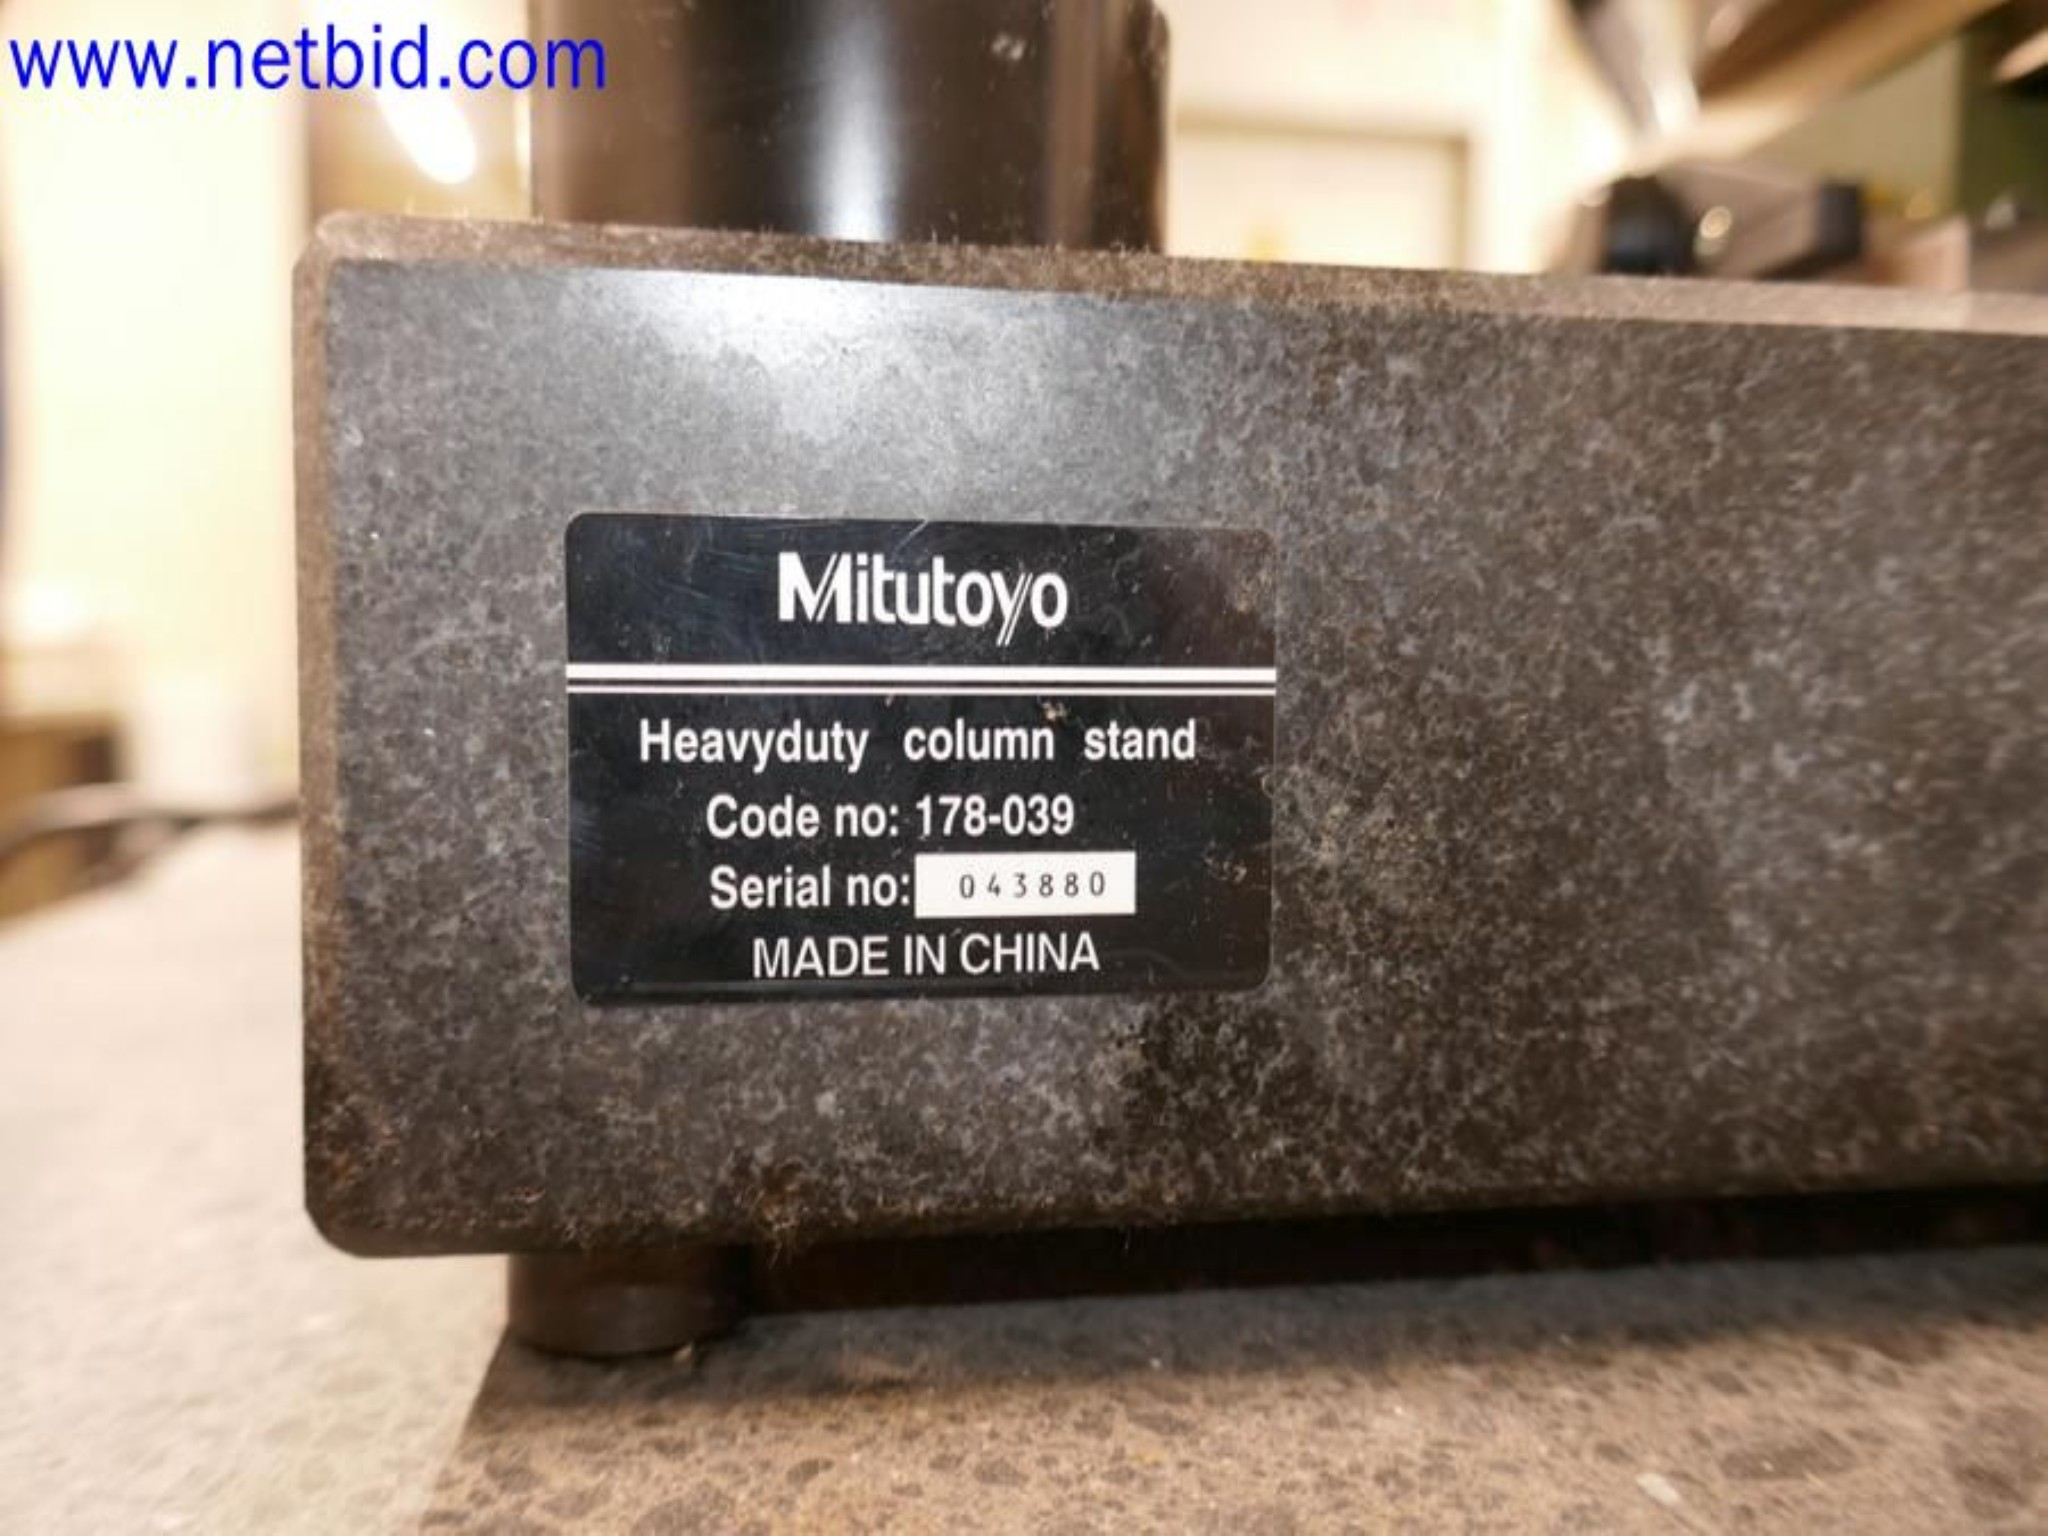 www.netbid.com
Mitutoyo
Heavyduty column stand
Code no: 178-039
Serial no: 043880
MADE IN CHINA